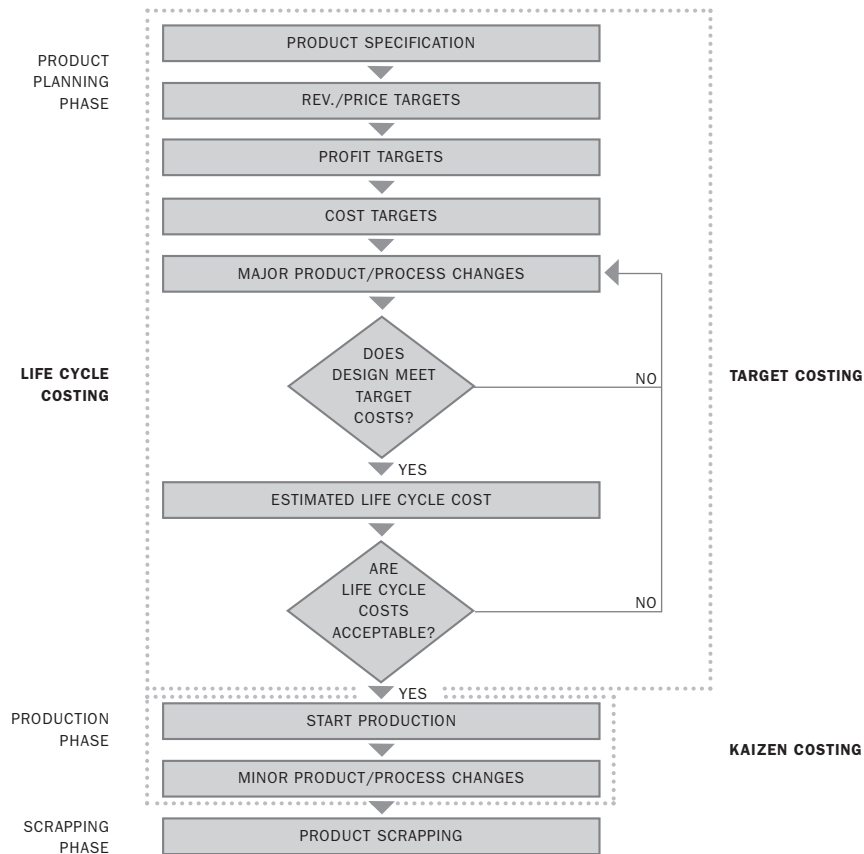 PRODUCT SPECIFICATION
PRODUCT
PLANNING
PHASE
REV./PRICE TARGETS
PROFIT TARGETS
COST TARGETS
MAJOR PRODUCT/PROCESS CHANGES
DOES
DESIGN MEET
TARGET
COSTS?
NO
LIFE CYCLE
COSTING
TARGET COSTING
YES
ESTIMATED LIFE CYCLE COST
ARE
LIFE CYCLE
COSTS
ACCEPTABLE?
NO
YES
PRODUCTION
PHASE
START PRODUCTION
KAIZEN COSTING
MINOR PRODUCT/PROCESS CHANGES
SCRAPPING
PHASE
PRODUCT SCRAPPING